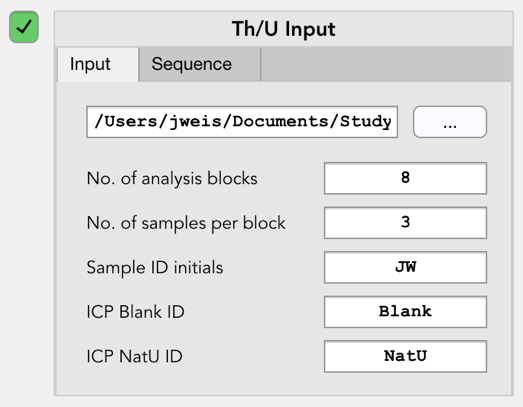 Th/U Input
Input Sequence
/Users/jweis/Documents/Study ...
No. of analysis blocks 8
No. of samples per block 3
Sample ID initials JW
ICP Blank ID Blank
ICP NatU ID NatU